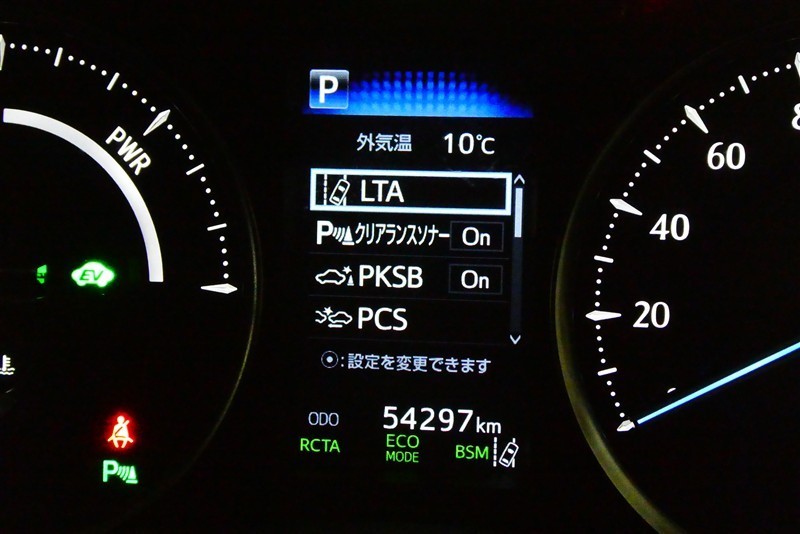 P
外気温 10℃
LTA
P クリアランスソナー On
PKSB On
PCS
:設定を変更できます
ODO 54297km
RCTA ECO MODE BSM
PWR
EV
P
60
40
20